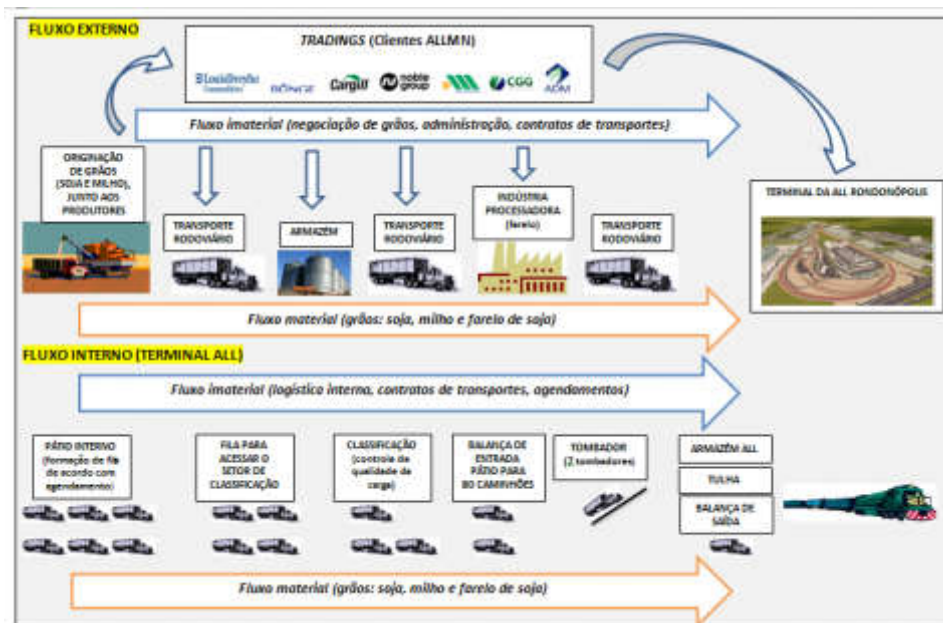 FLUXO EXTERNO
TRADINGS (Clientes ALLMN)
LouisDreyfus
Commodities
BUNGE
Cargill
noble
group
CGG
ADM
Fluxo imaterial (negociação de grãos, administração, contratos de transportes)
ORIGINAÇÃO
DE GRÃOS
(SOJA E MILHO),
JUNTO AOS
PRODUTORES
TRANSPORTE
RODOVIÁRIO
ARMAZÉM
TRANSPORTE
RODOVIÁRIO
INDÚSTRIA
PROCESSADORA
(farelo)
TRANSPORTE
RODOVIÁRIO
TERMINAL DA ALL RONDONÓPOLIS
Fluxo material (grãos: soja, milho e farelo de soja)
FLUXO INTERNO (TERMINAL ALL)
Fluxo imaterial (logística interna, contratos de transportes, agendamentos)
PÁTIO INTERNO
(formação de fila
de acordo com
agendamento)
FILA PARA
ACESSAR O
SETOR DE
CLASSIFICAÇÃO
CLASSIFICAÇÃO
(controle de
qualidade da
carga)
BALANÇA DE
ENTRADA
PÁTIO PARA
80 CAMINHÕES
TOMBADOR
(2 tombadores)
ARMAZÉM ALL
TULHA
BALANÇA DE
SAÍDA
Fluxo material (grãos: soja, milho e farelo de soja)